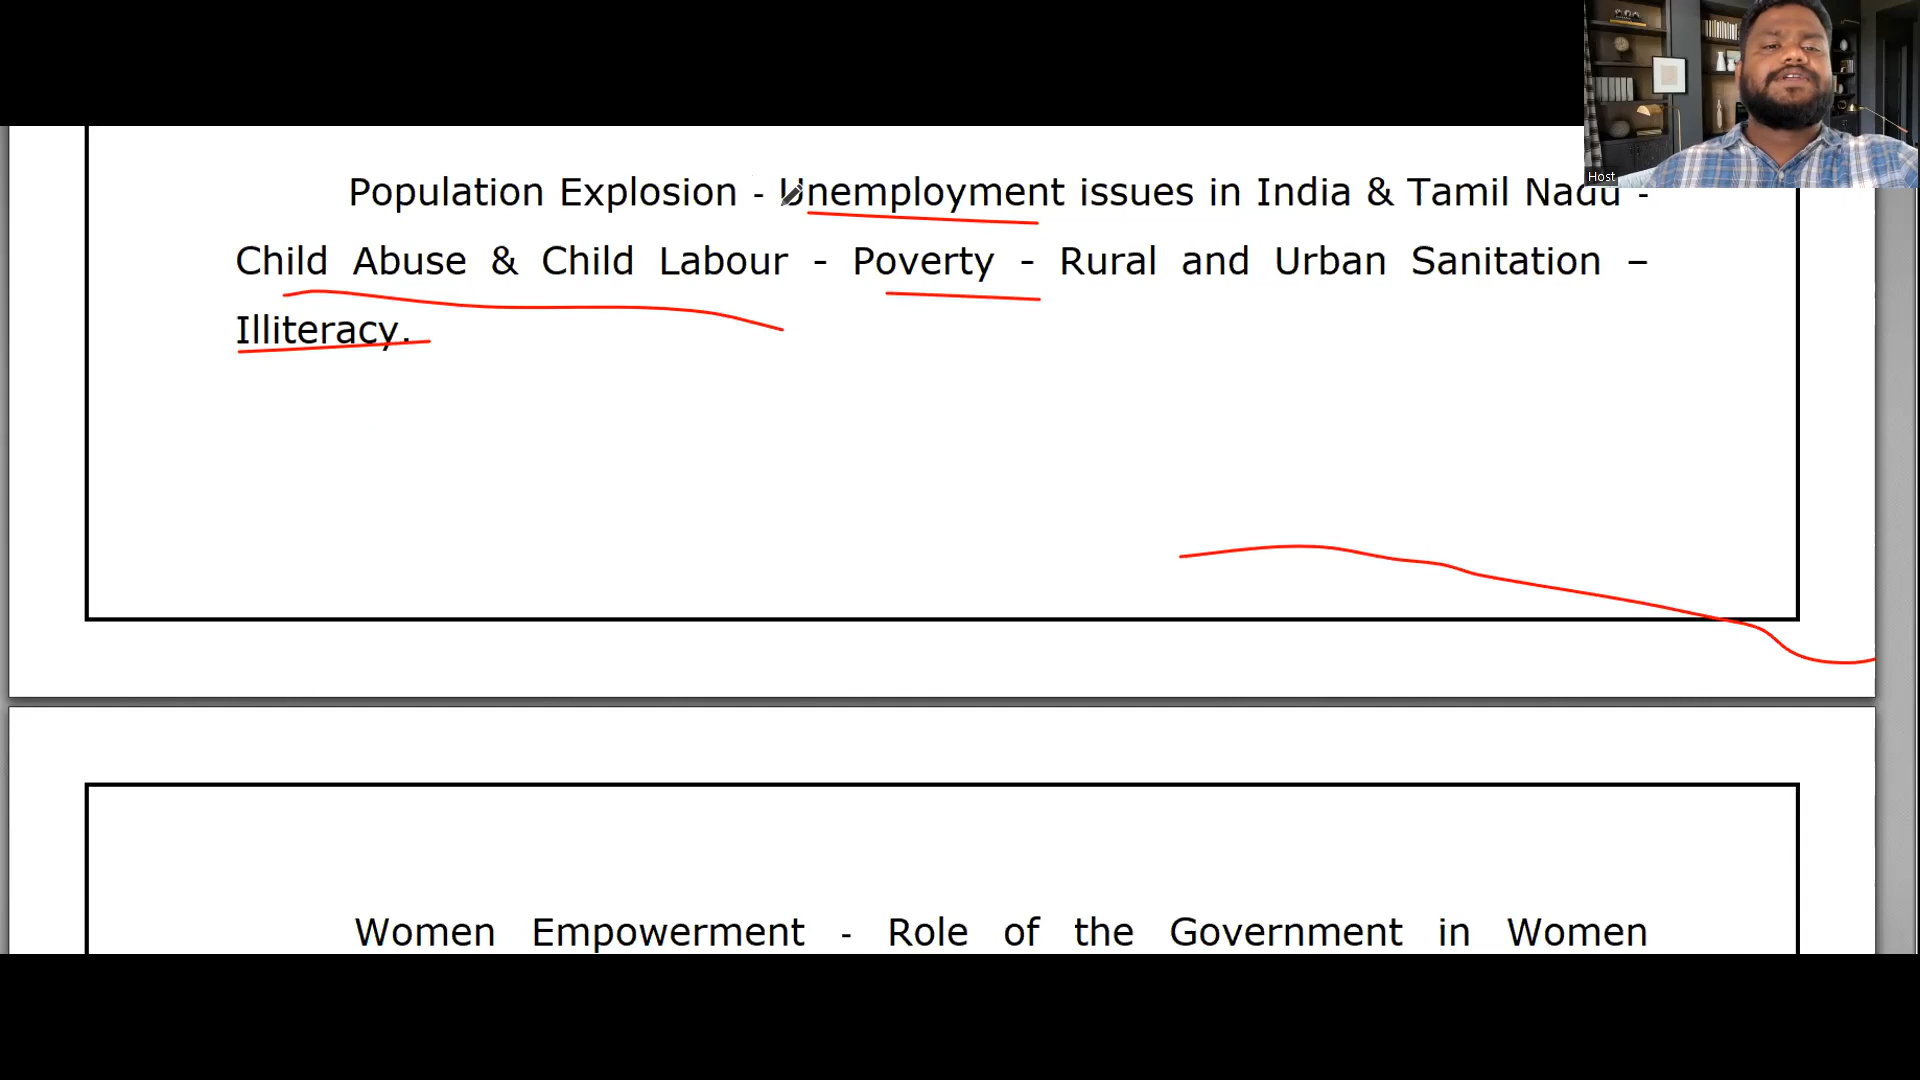 Host
Population Explosion - Unemployment issues in India & Tamil Nadu -
Child Abuse & Child Labour - Poverty - Rural and Urban Sanitation –
Illiteracy.
Women Empowerment - Role of the Government in Women